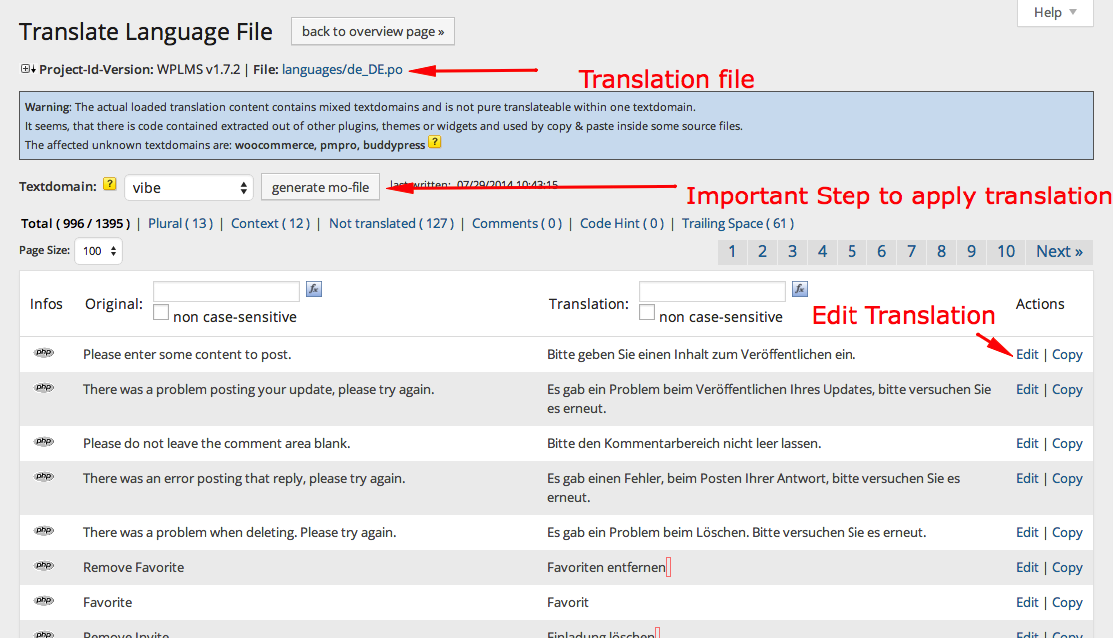 Help
Translate Language File back to overview page »
Project-Id-Version: WPLMS v1.7.2 | File: languages/de_DE.po
Translation file
Warning: The actual loaded translation content contains mixed textdomains and is not pure translateable within one textdomain.
It seems, that there is code contained extracted out of other plugins, themes or widgets and used by copy & paste inside some source files.
The affected unknown textdomains are: woocommerce, pmpro, buddypress ?
Textdomain: ? vibe generate mo-file last written: 07/29/2014 10:43:15
Important Step to apply translation
Total ( 996 / 1395 ) | Plural ( 13 ) | Context ( 12 ) | Not translated ( 127 ) | Comments ( 0 ) | Code Hint ( 0 ) | Trailing Space ( 61 )
Page Size: 100 1 2 3 4 5 6 7 8 9 10 Next »
Infos Original: fx Translation: fx Actions
non case-sensitive non case-sensitive
Edit Translation
php Please enter some content to post. Bitte geben Sie einen Inhalt zum Veröffentlichen ein. Edit | Copy
php There was a problem posting your update, please try again. Es gab ein Problem beim Veröffentlichen Ihres Updates, bitte versuchen Sie Edit | Copy
es erneut.
php Please do not leave the comment area blank. Bitte den Kommentarbereich nicht leer lassen. Edit | Copy
php There was an error posting that reply, please try again. Es gab einen Fehler, beim Posten Ihrer Antwort, bitte versuchen Sie es Edit | Copy
erneut.
php There was a problem when deleting. Please try again. Es gab ein Problem beim Löschen. Bitte versuchen Sie es erneut. Edit | Copy
php Remove Favorite Favoriten entfernen Edit | Copy
php Favorite Favorit Edit | Copy
php Remove Invite Einladung löschen Edit | Copy